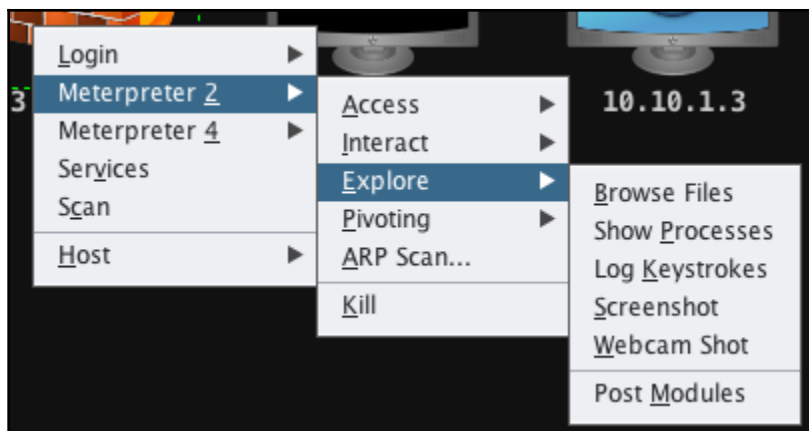 Login
Meterpreter 2
Meterpreter 4
Services
Scan
Host
3
Access
Interact
Explore
Pivoting
ARP Scan...
Kill
10.10.1.3
Browse Files
Show Processes
Log Keystrokes
Screenshot
Webcam Shot
Post Modules